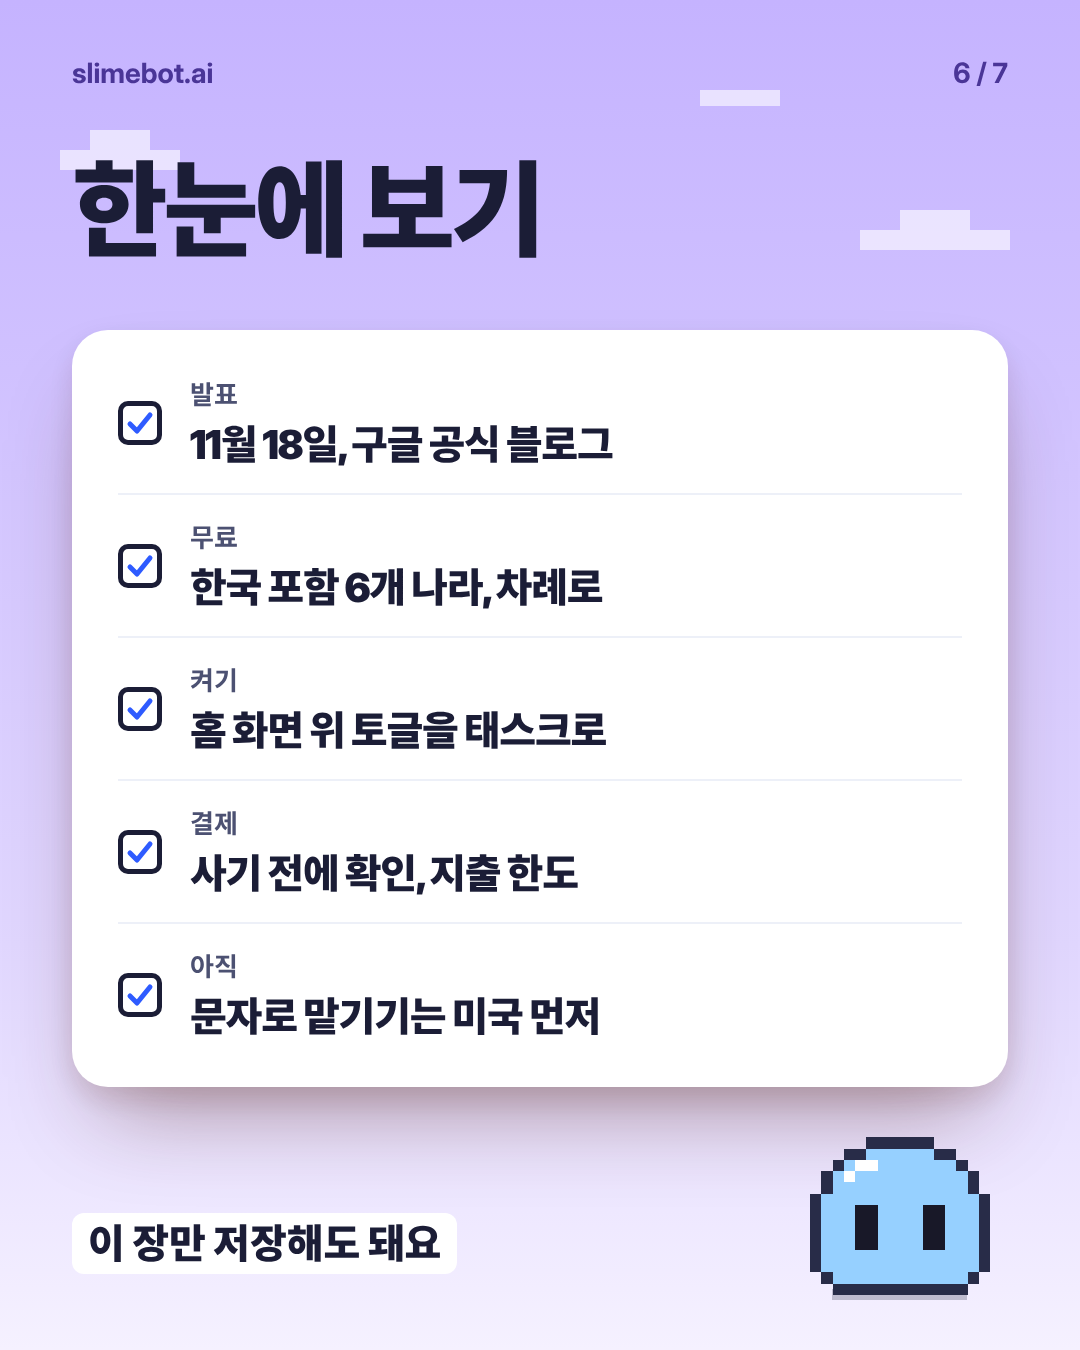 slimebot.ai
6 / 7
한눈에 보기
발표
11월 18일, 구글 공식 블로그
무료
한국 포함 6개 나라, 차례로
켜기
홈 화면 위 토글을 태스크로
결제
사기 전에 확인, 지출 한도
아직
문자로 맡기기는 미국 먼저
이 장만 저장해도 돼요